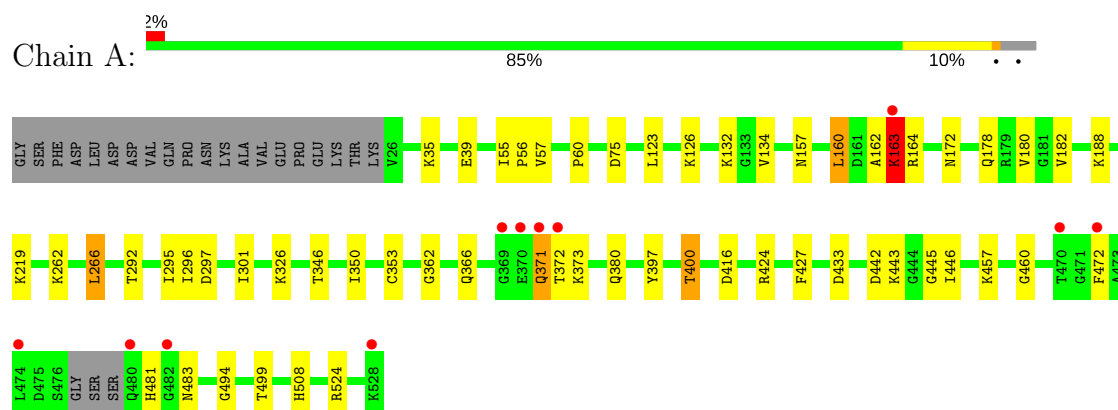 2%
Chain A:
85% 10% • •
GLY SER PHE ASP LEU ASP ASP VAL GLN PRO ASN LYS ALA VAL GLU PRO GLU LYS THR LYS V26 K35 E39 I55 P56 V57 P60 D75 L123 K126 K132 G133 V134 N157 L160 D161 A162 K163 R164 N172 Q178 R179 V180 G181 V182 K188
K219 K262 L266 T292 I295 I296 D297 I301 K326 T346 I350 C353 G362 Q366 G369 E370 Q371 T372 K373 Q380 Y397 T400 D416 R424 F427 D433 D442 K443 G444 G445 I446 K457 G460 T470 G471 F472 A473
L474 D475 S476 GLY SER SER Q480 H481 G482 N483 G494 T499 H508 R524 K528